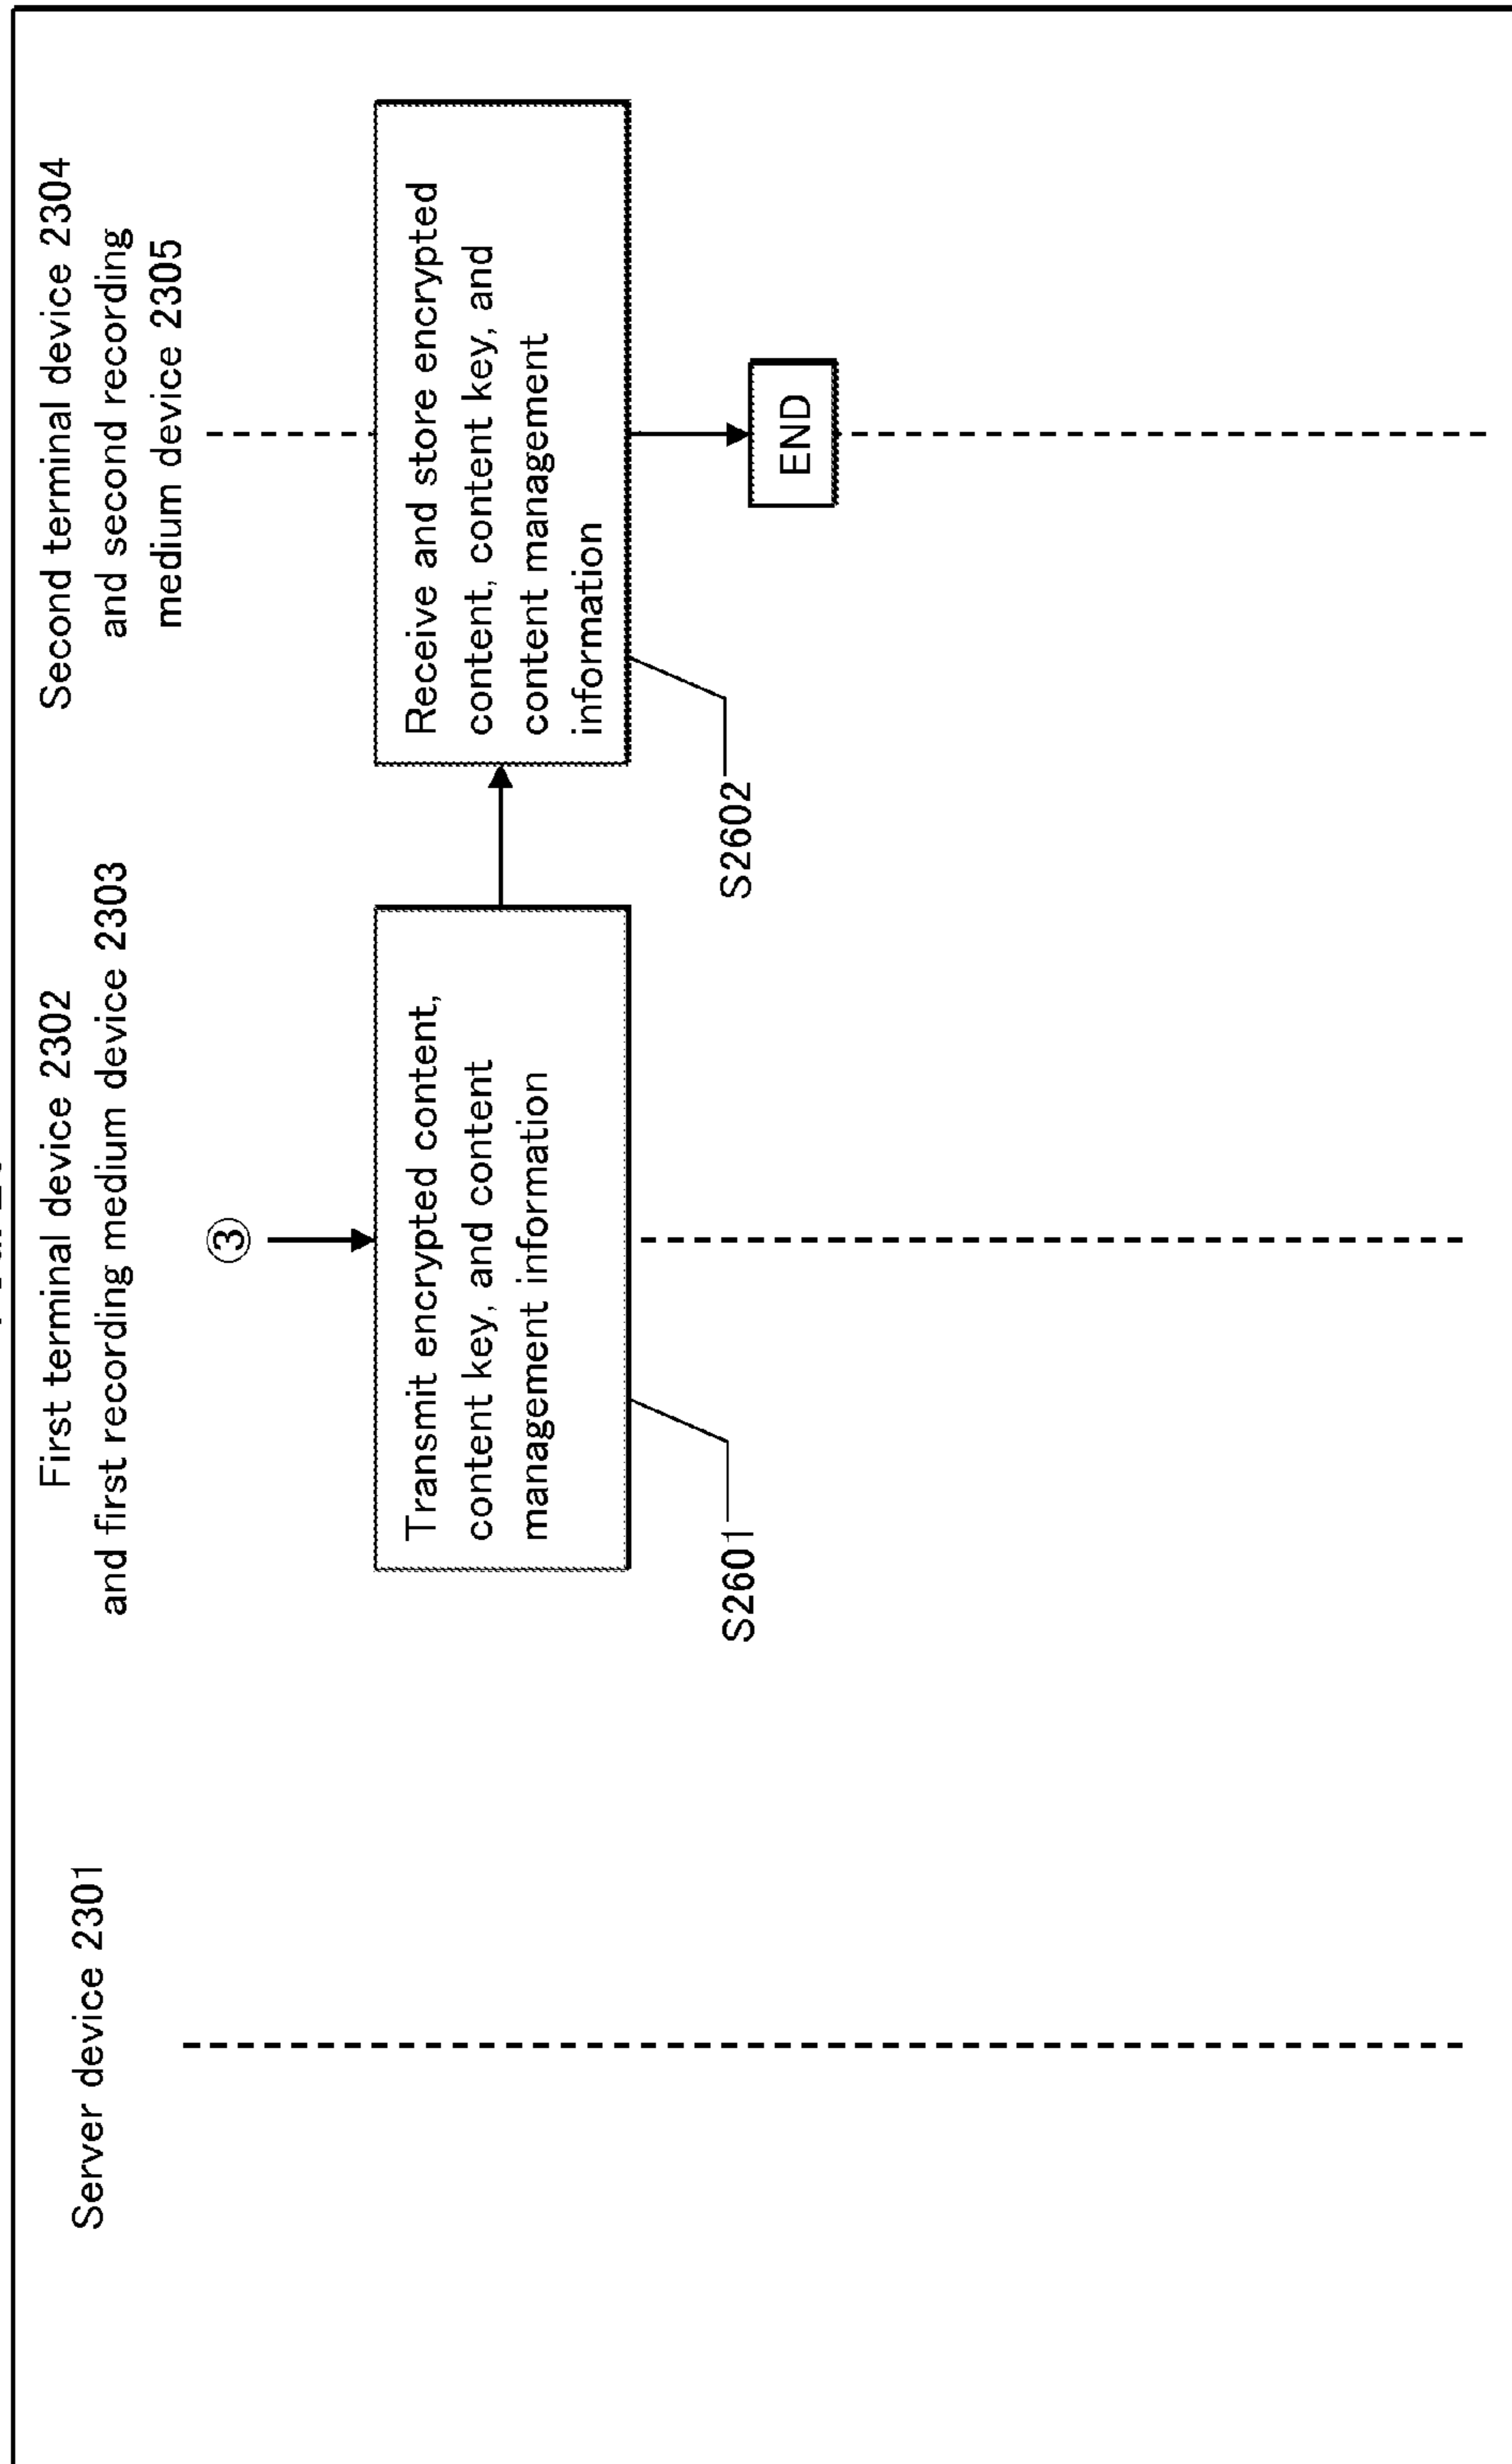 Server device 2301
First terminal device 2302
and first recording medium device 2303
Second terminal device 2304
and second recording
medium device 2305
③
Transmit encrypted content,
content key, and content
management information
Receive and store encrypted
content, content key, and
content management
information
S2601
S2602
END